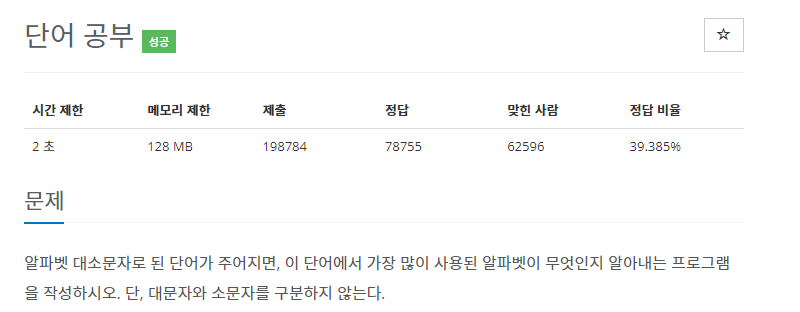 단어 공부 성공
☆
시간 제한 메모리 제한 제출 정답 맞힌 사람 정답 비율
2 초 128 MB 198784 78755 62596 39.385%
문제
알파벳 대소문자로 된 단어가 주어지면, 이 단어에서 가장 많이 사용된 알파벳이 무엇인지 알아내는 프로그램
을 작성하시오. 단, 대문자와 소문자를 구분하지 않는다.